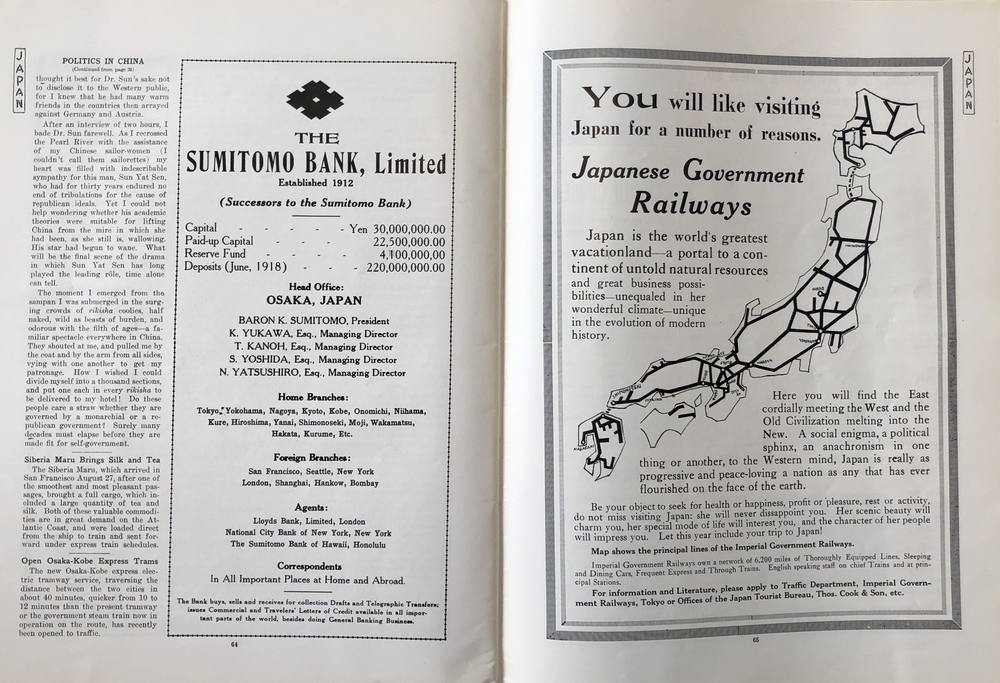 JAPAN
POLITICS IN CHINA
(Continued from page 26)
thought it best for Dr. Sun's sake not
to disclose it to the Western public,
for I knew that he had many warm
friends in the countries then arrayed
against Germany and Austria.
After an interview of two hours, I
bade Dr. Sun farewell. As I recrossed
the Pearl River with the assistance
of my Chinese sailor-women (I
couldn't call them sailorettes) my
heart was filled with indescribable
sympathy for this man, Sun Yat Sen,
who had for thirty years endured no
end of tribulations for the cause of
republican ideals. Yet I could not
help wondering whether his academic
theories were suitable for lifting
China from the mire in which she
had been, as she still is, wallowing.
His star had begun to wane. What
will be the final scene of the drama
in which Sun Yat Sen has long
played the leading rôle, time alone
can tell.
The moment I emerged from the
sampan I was submerged in the surg-
ing crowds of rikisha coolies, half
naked, wild as beasts of burden, and
odorous with the filth of ages—a fa-
miliar spectacle everywhere in China.
They shouted at me, and pulled me by
the coat and by the arm from all sides,
vying with one another to get my
patronage. How I wished I could
divide myself into a thousand sections,
and put one each in every rikisha to
be delivered to my hotel! Do these
people care a straw whether they are
governed by a monarchial or a re-
publican government? Surely many
decades must elapse before they are
made fit for self-government.
Siberia Maru Brings Silk and Tea
The Siberia Maru, which arrived in
San Francisco August 27, after one of
the smoothest and most pleasant pas-
sages, brought a full cargo, which in-
cluded a large quantity of tea and
silk. Both of these valuable commodi-
ties are in great demand on the At-
lantic Coast, and were loaded direct
from the ship to train and sent for-
ward under express train schedules.
Open Osaka-Kobe Express Trams
The new Osaka-Kobe express elec-
tric tramway service, traversing the
distance between the two cities in
about 40 minutes, quicker from 10 to
12 minutes than the present tramway
or the government steam train now in
operation on the route, has recently
been opened to traffic.
THE
SUMITOMO BANK, Limited
Established 1912
(Successors to the Sumitomo Bank)
Capital - - - - - Yen 30,000,000.00
Paid-up Capital - - - - 22,500,000.00
Reserve Fund - - - - 4,100,000.00
Deposits (June, 1918) - - - 220,000,000.00
Head Office:
OSAKA, JAPAN
BARON K. SUMITOMO, President
K. YUKAWA, Esq., Managing Director
T. KANOH, Esq., Managing Director
S. YOSHIDA, Esq., Managing Director
N. YATSUSHIRO, Esq., Managing Director
Home Branches:
Tokyo, Yokohama, Nagoya, Kyoto, Kobe, Onomichi, Niihama,
Kure, Hiroshima, Yanai, Shimonoseki, Moji, Wakamatsu,
Hakata, Kurume, Etc.
Foreign Branches:
San Francisco, Seattle, New York
London, Shanghai, Hankow, Bombay
Agents:
Lloyds Bank, Limited, London
National City Bank of New York, New York
The Sumitomo Bank of Hawaii, Honolulu
Correspondents
In All Important Places at Home and Abroad.
The Bank buys, sells and receives for collection Drafts and Telegraphic Transfers;
issues Commercial and Travelers' Letters of Credit available in all impor-
tant parts of the world, besides doing General Banking Business.
64
JAPAN
YOU will like visiting
Japan for a number of reasons.
Japanese Government
Railways
Japan is the world's greatest
vacationland—a portal to a con-
tinent of untold natural resources
and great business possi-
bilities—unequaled in her
wonderful climate—unique
in the evolution of modern
history.
Here you will find the East
cordially meeting the West and the
Old Civilization melting into the
New. A social enigma, a political
sphinx, an anachronism in one
thing or another, to the Western mind, Japan is really as
progressive and peace-loving a nation as any that has ever
flourished on the face of the earth.
Be your object to seek for health or happiness, profit or pleasure, rest or activity,
do not miss visiting Japan: she will never disappoint you. Her scenic beauty will
charm you, her special mode of life will interest you, and the character of her people
will impress you. Let this year include your trip to Japan!
Map shows the principal lines of the Imperial Government Railways.
Imperial Government Railways own a network of 6,200 miles of Thoroughly Equipped Lines, Sleeping
and Dining Cars, Frequent Express and Through Trains. English speaking staff on chief Trains and at prin-
cipal Stations.
For information and Literature, please apply to Traffic Department, Imperial Govern-
ment Railways, Tokyo or Offices of the Japan Tourist Bureau, Thos. Cook & Son, etc.
65